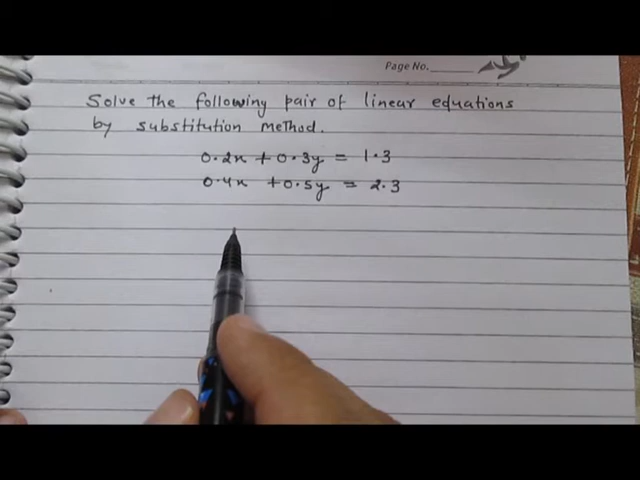 Page No.
Solve the following pair of linear equations
by substitution method.
0.2x + 0.3y = 1.3
0.4x + 0.5y = 2.3